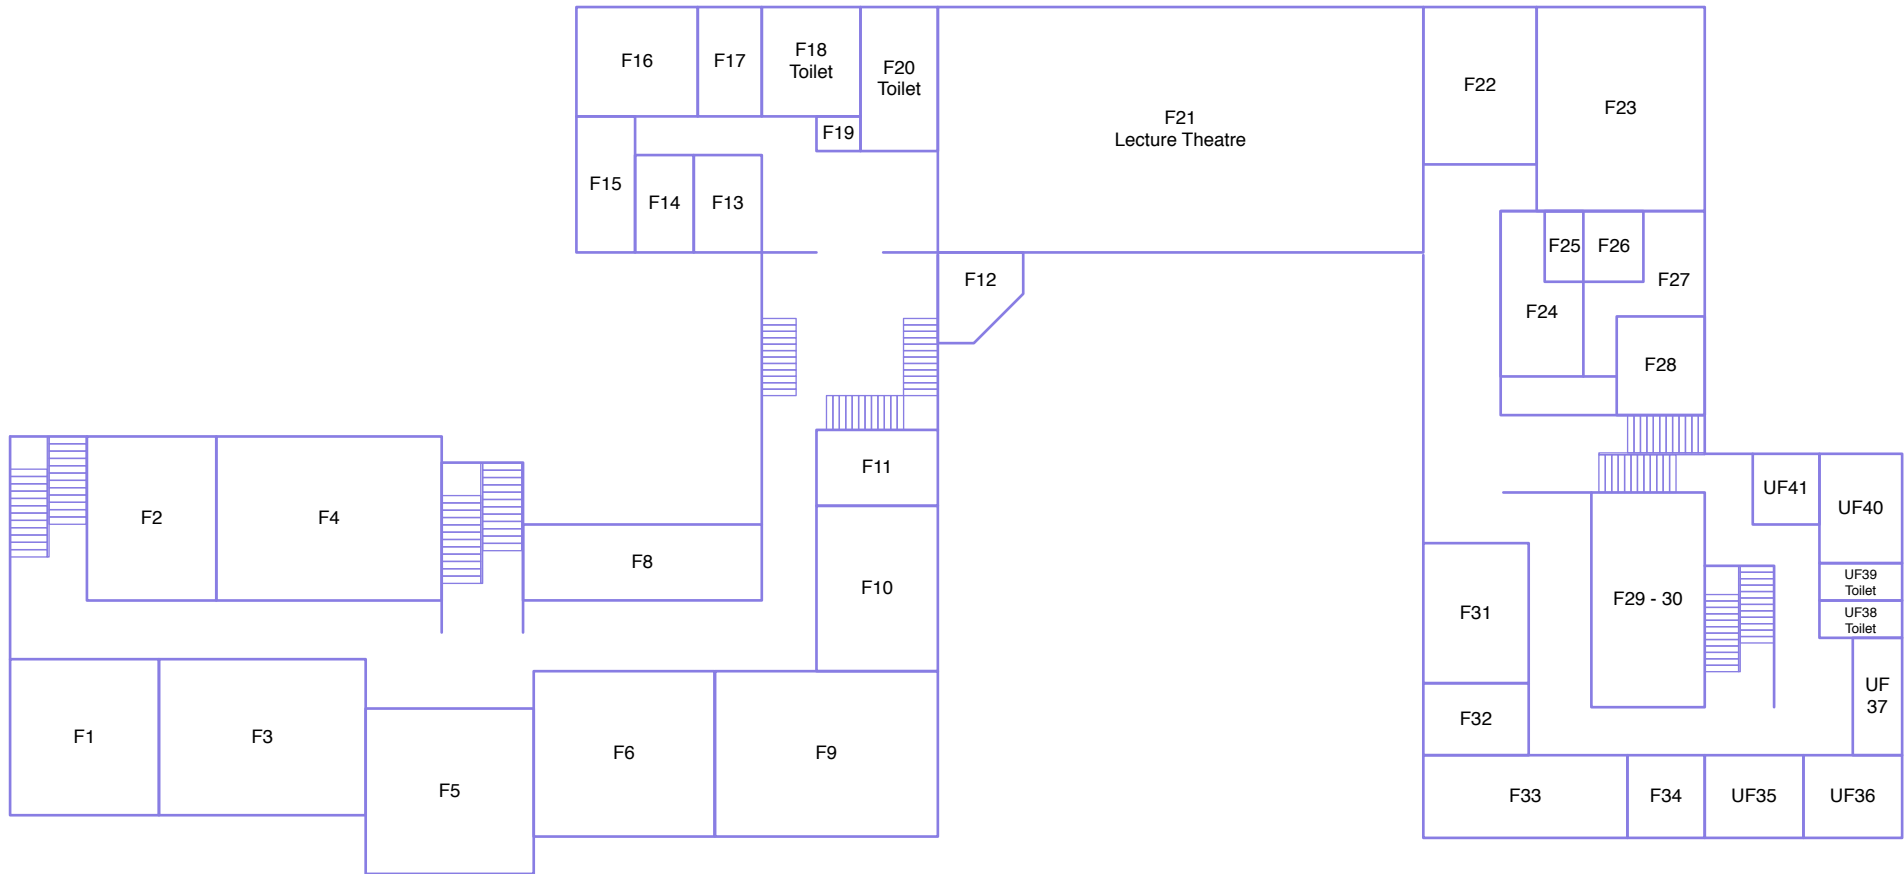 F16
F17
F18
Toilet
F20
Toilet
F19
F21
Lecture Theatre
F22
F23
F15
F14
F13
F12
F25
F26
F27
F24
F28
F11
F2
F4
F8
F10
UF41
UF40
UF39
Toilet
UF38
Toilet
F29 - 30
F31
F32
UF
37
F1
F3
F5
F6
F9
F33
F34
UF35
UF36